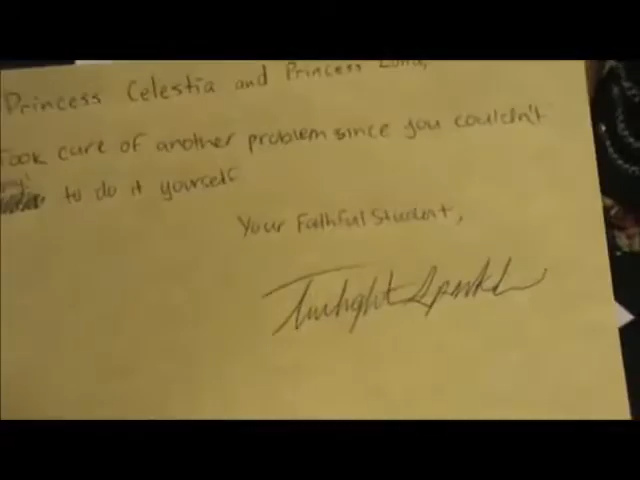 Princess Celestia and Princess Luna,
Took care of another problem since you couldn't
to do it yourself
Your Faithful Student,
Twilight Sparkle